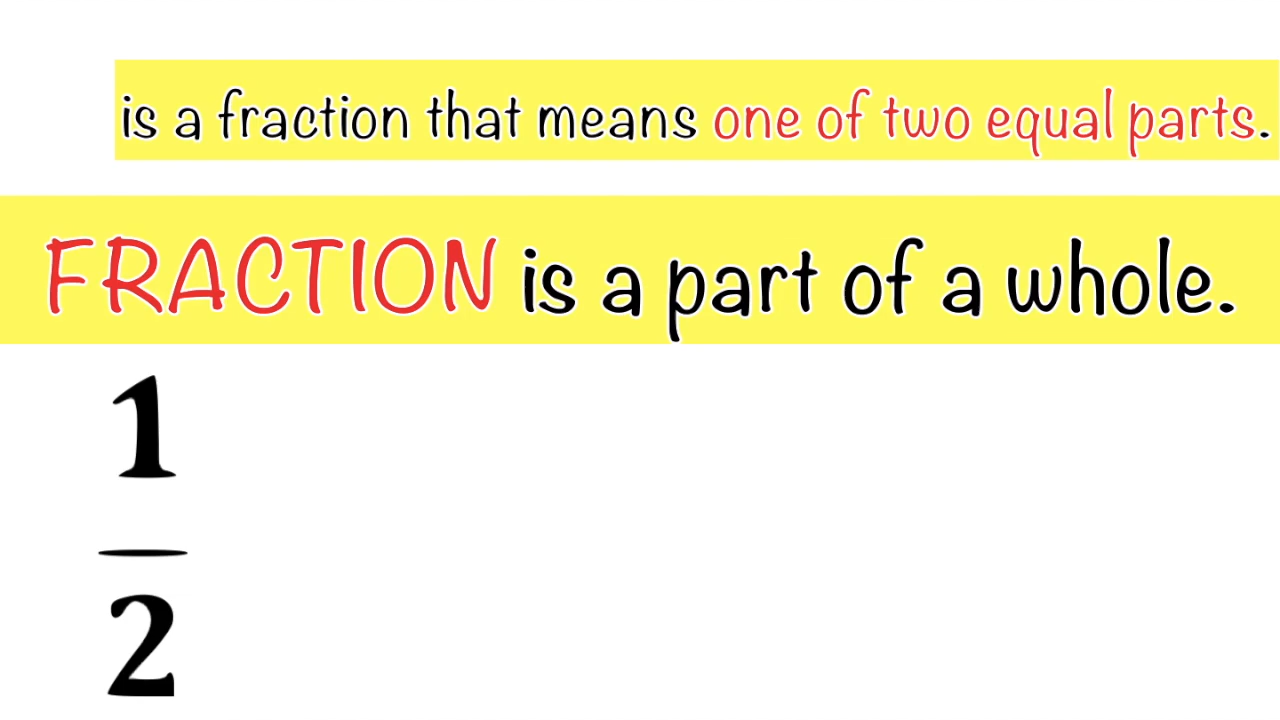 is a fraction that means one of two equal parts.
FRACTION is a part of a whole.
1
2